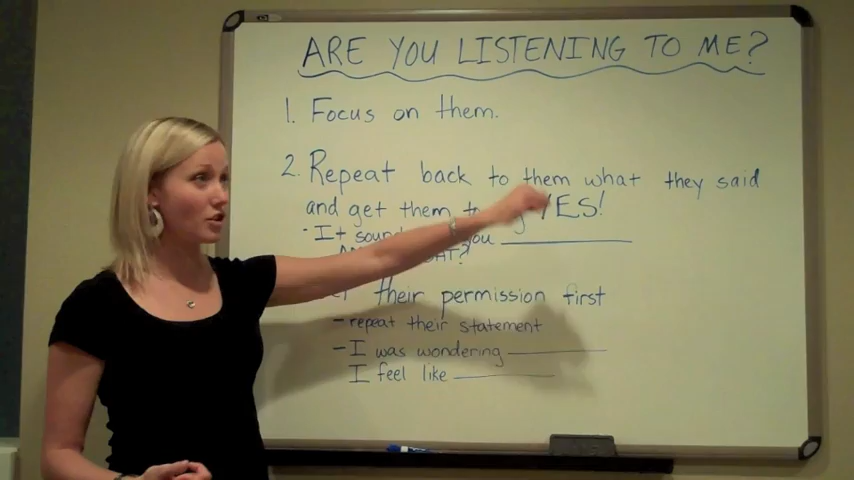 ARE YOU LISTENING TO ME?
1. Focus on them.
2. Repeat back to them what they said
and get them to YES!
- It you
their permission first
- repeat their statement
- I was wondering
I feel like